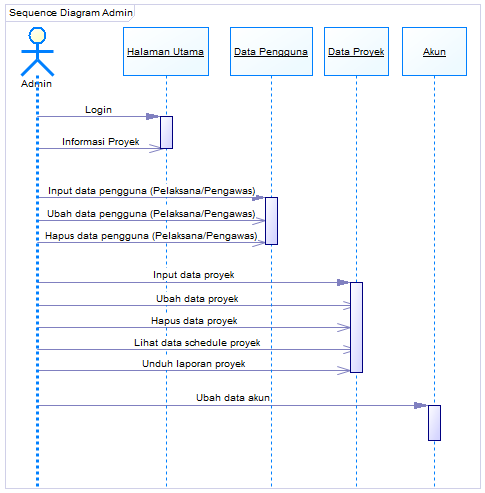 Sequence Diagram Admin
Halaman Utama
Data Pengguna
Data Proyek
Akun
Admin
Login
Informasi Proyek
Input data pengguna (Pelaksana/Pengawas)
Ubah data pengguna (Pelaksana/Pengawas)
Hapus data pengguna (Pelaksana/Pengawas)
Input data proyek
Ubah data proyek
Hapus data proyek
Lihat data schedule proyek
Unduh laporan proyek
Ubah data akun